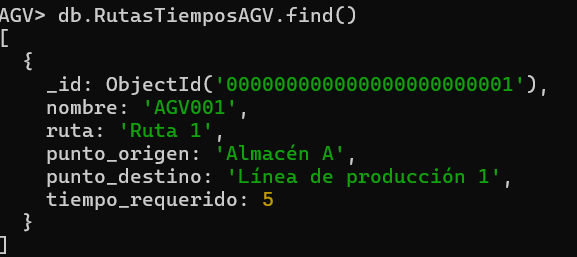 AGV> db.RutasTiemposAGV.find()
[
  {
    _id: ObjectId('000000000000000000000001'),
    nombre: 'AGV001',
    ruta: 'Ruta 1',
    punto_origen: 'Almacén A',
    punto_destino: 'Línea de producción 1',
    tiempo_requerido: 5
  }
]